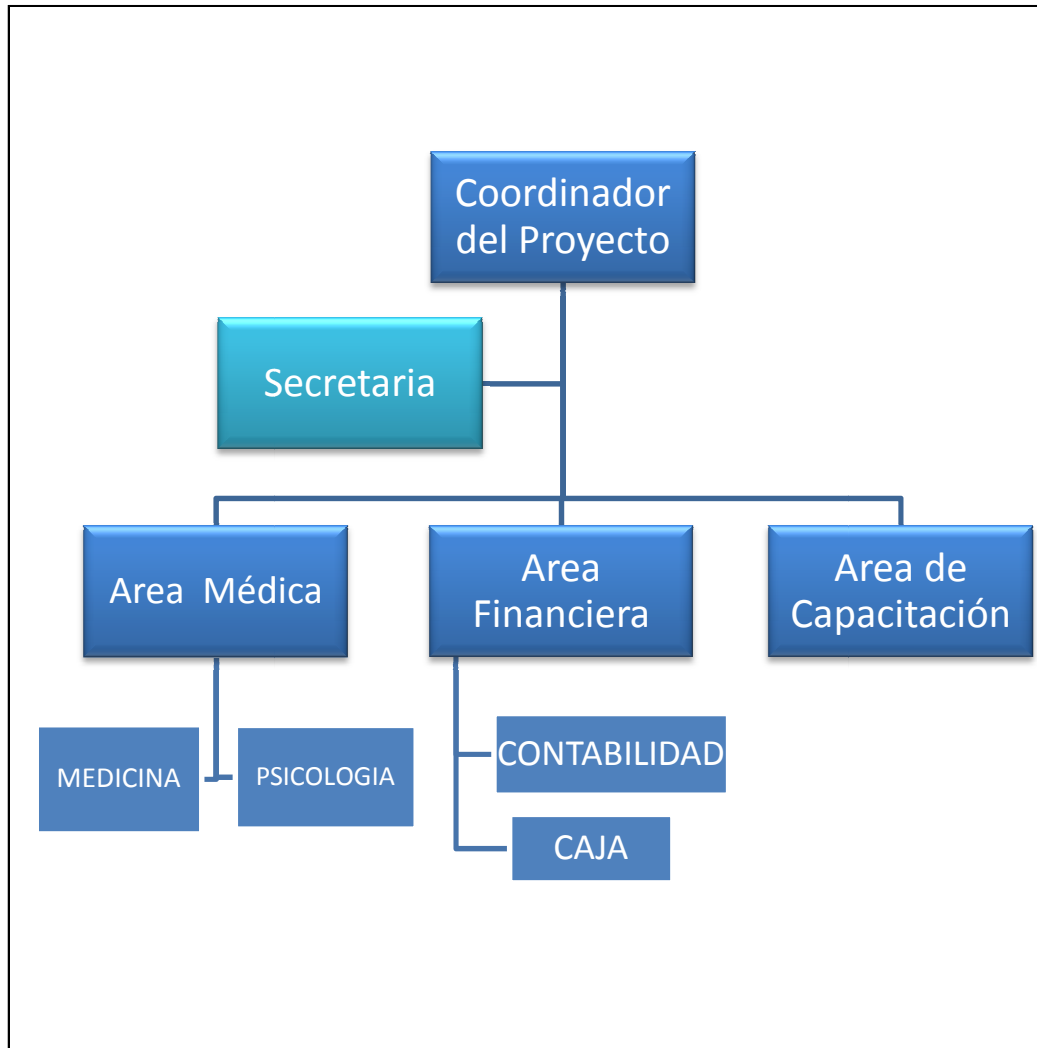 Coordinador
del Proyecto
Secretaria
Area Médica
Area
Financiera
Area de
Capacitación
MEDICINA
PSICOLOGIA
CONTABILIDAD
CAJA